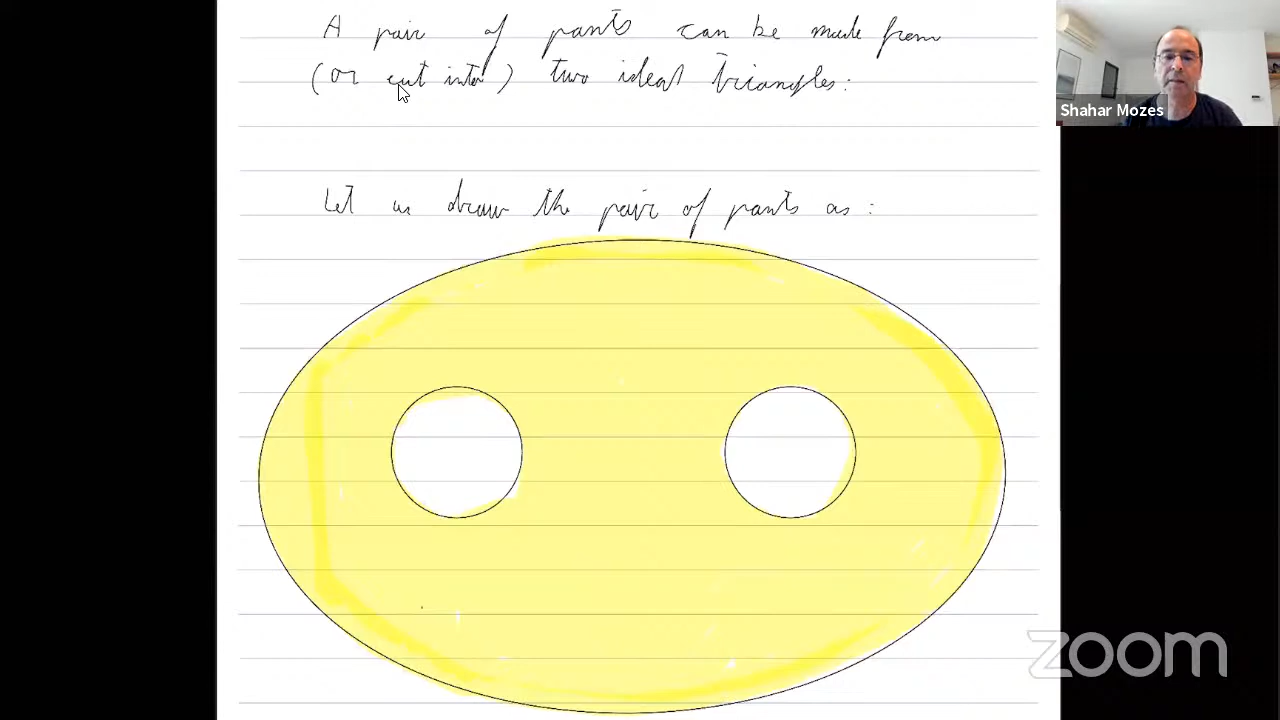 A pair of pants can be made from
(or cut into) two ideal triangles:
Let us draw the pair of pants as:
Shahar Mozes
zoom